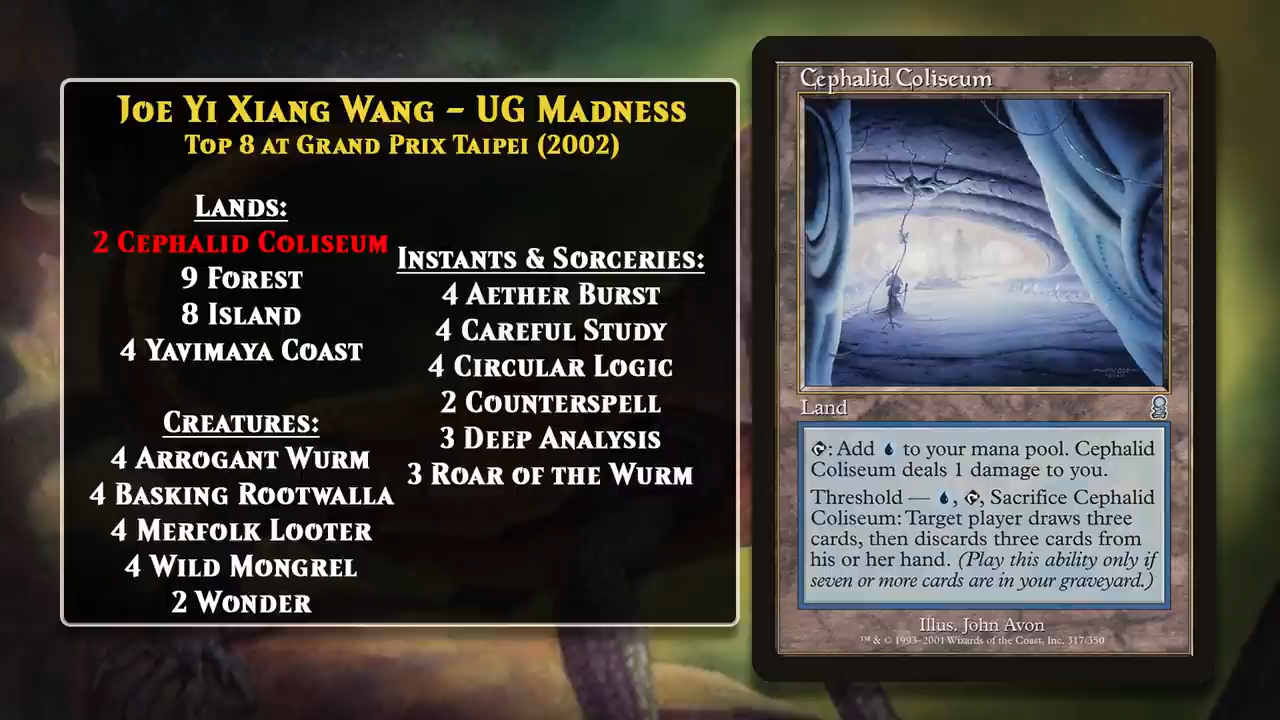 Joe Yi Xiang Wang – UG Madness
Top 8 at Grand Prix Taipei (2002)
Lands:
2 Cephalid Coliseum
9 Forest
8 Island
4 Yavimaya Coast
Creatures:
4 Arrogant Wurm
4 Basking Rootwalla
4 Merfolk Looter
4 Wild Mongrel
2 Wonder
Instants & Sorceries:
4 Aether Burst
4 Careful Study
4 Circular Logic
2 Counterspell
3 Deep Analysis
3 Roar of the Wurm
Cephalid Coliseum
Land
: Add to your mana pool. Cephalid
Coliseum deals 1 damage to you.
Threshold — , , Sacrifice Cephalid
Coliseum: Target player draws three
cards, then discards three cards from
his or her hand. (Play this ability only if
seven or more cards are in your graveyard.)
Illus. John Avon
™ & © 1993–2001 Wizards of the Coast, Inc. 317/350